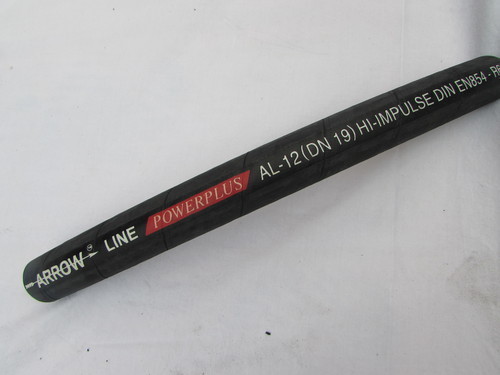 ARROW ® LINE POWERPLUS AL-12 (DN 19) HI-IMPULSE DIN EN854 -